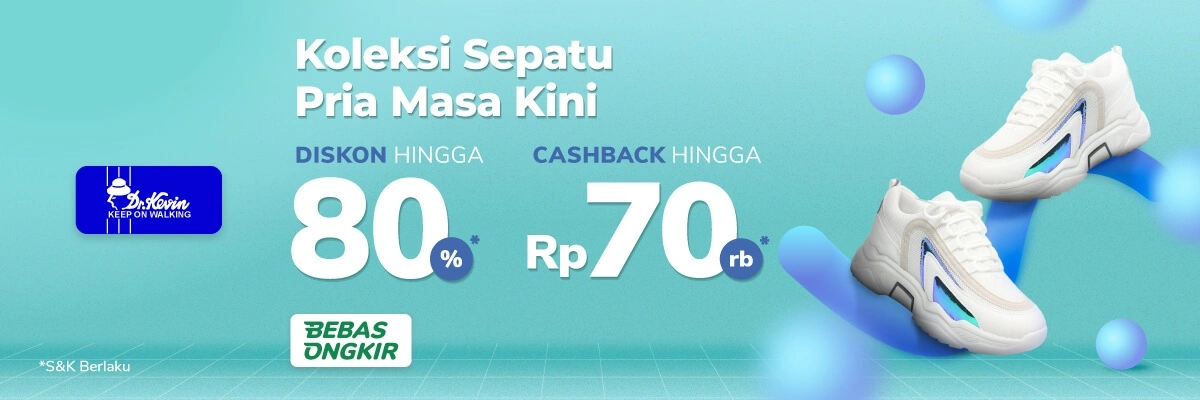 Koleksi Sepatu
Pria Masa Kini
DISKON HINGGA
80%*
CASHBACK HINGGA
Rp70rb*
Dr.Kevin
KEEP ON WALKING
BEBAS
ONGKIR
*S&K Berlaku